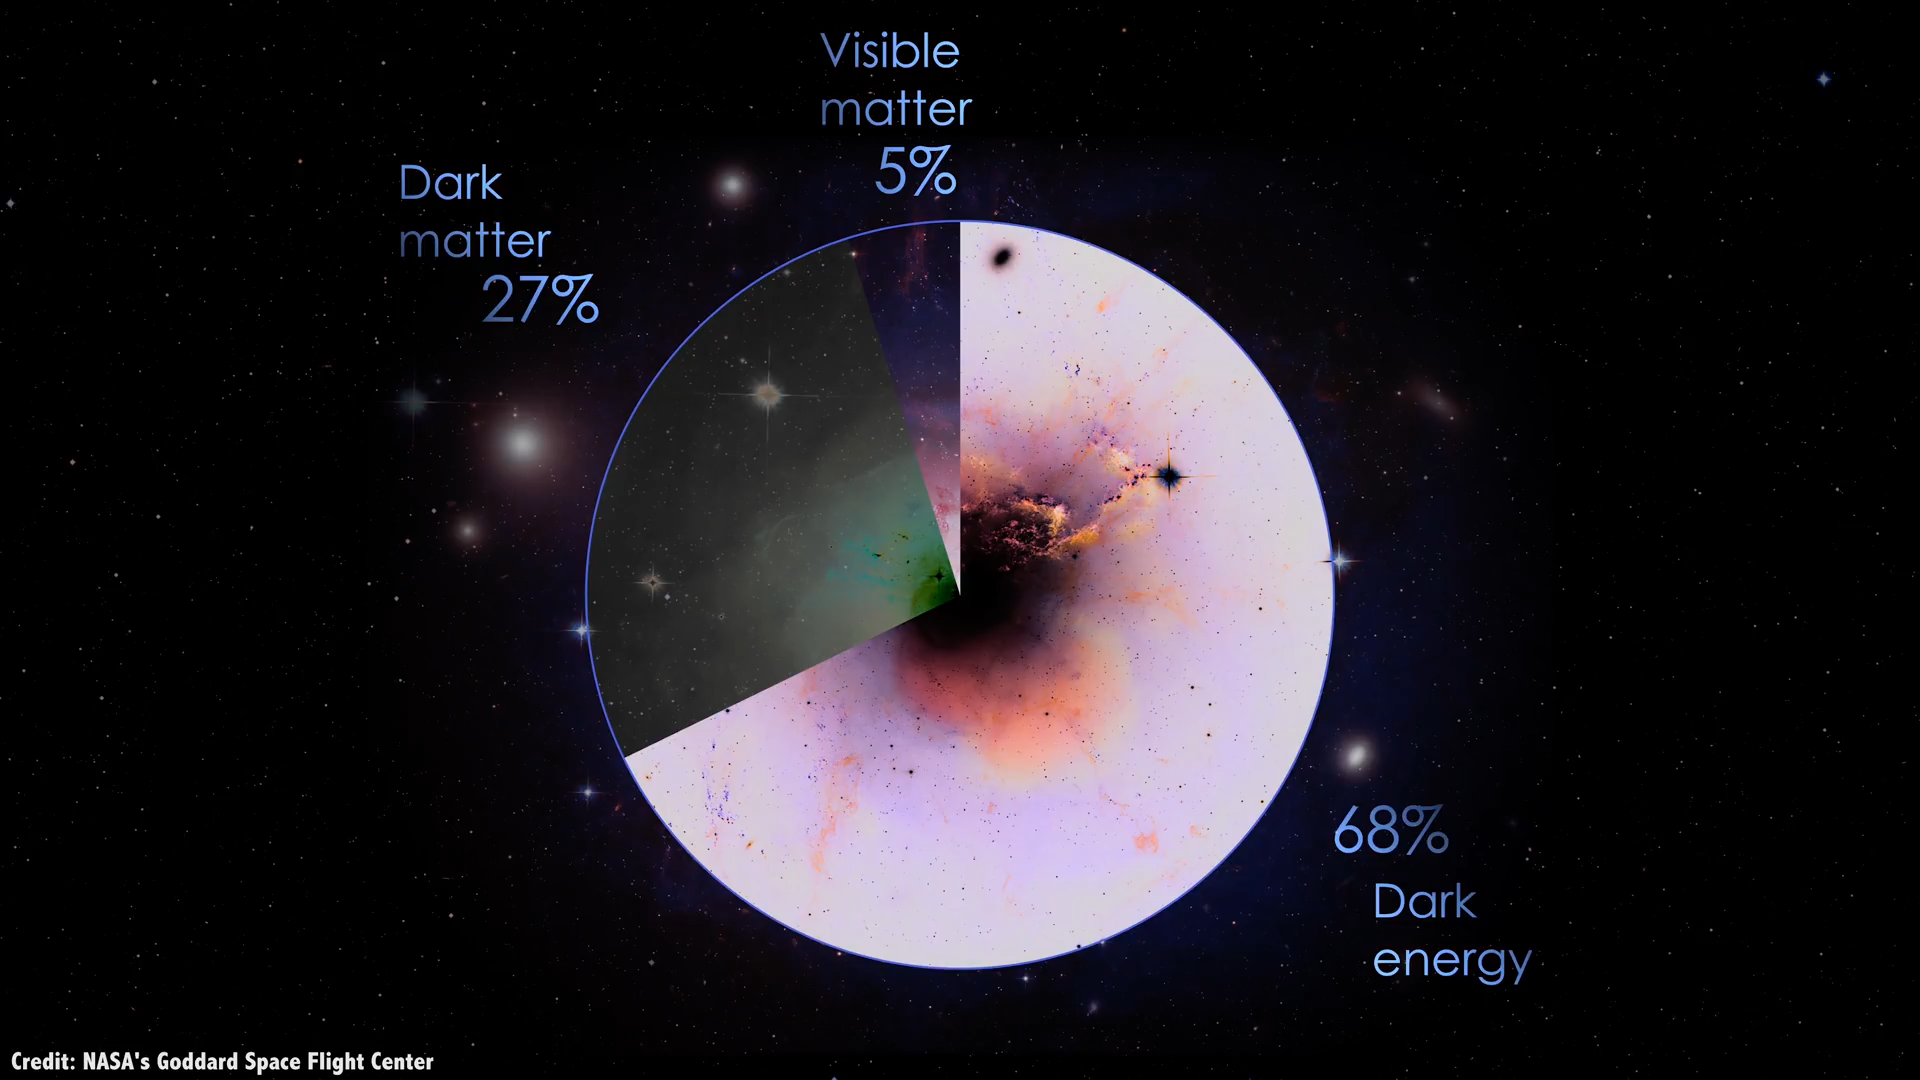 Visible
matter
5%
Dark
matter
27%
68%
Dark
energy
Credit: NASA's Goddard Space Flight Center